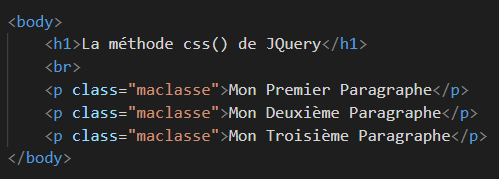 <body>
<h1>La méthode css() de JQuery</h1>
<br>
<p class="maclasse">Mon Premier Paragraphe</p>
<p class="maclasse">Mon Deuxième Paragraphe</p>
<p class="maclasse">Mon Troisième Paragraphe</p>
</body>